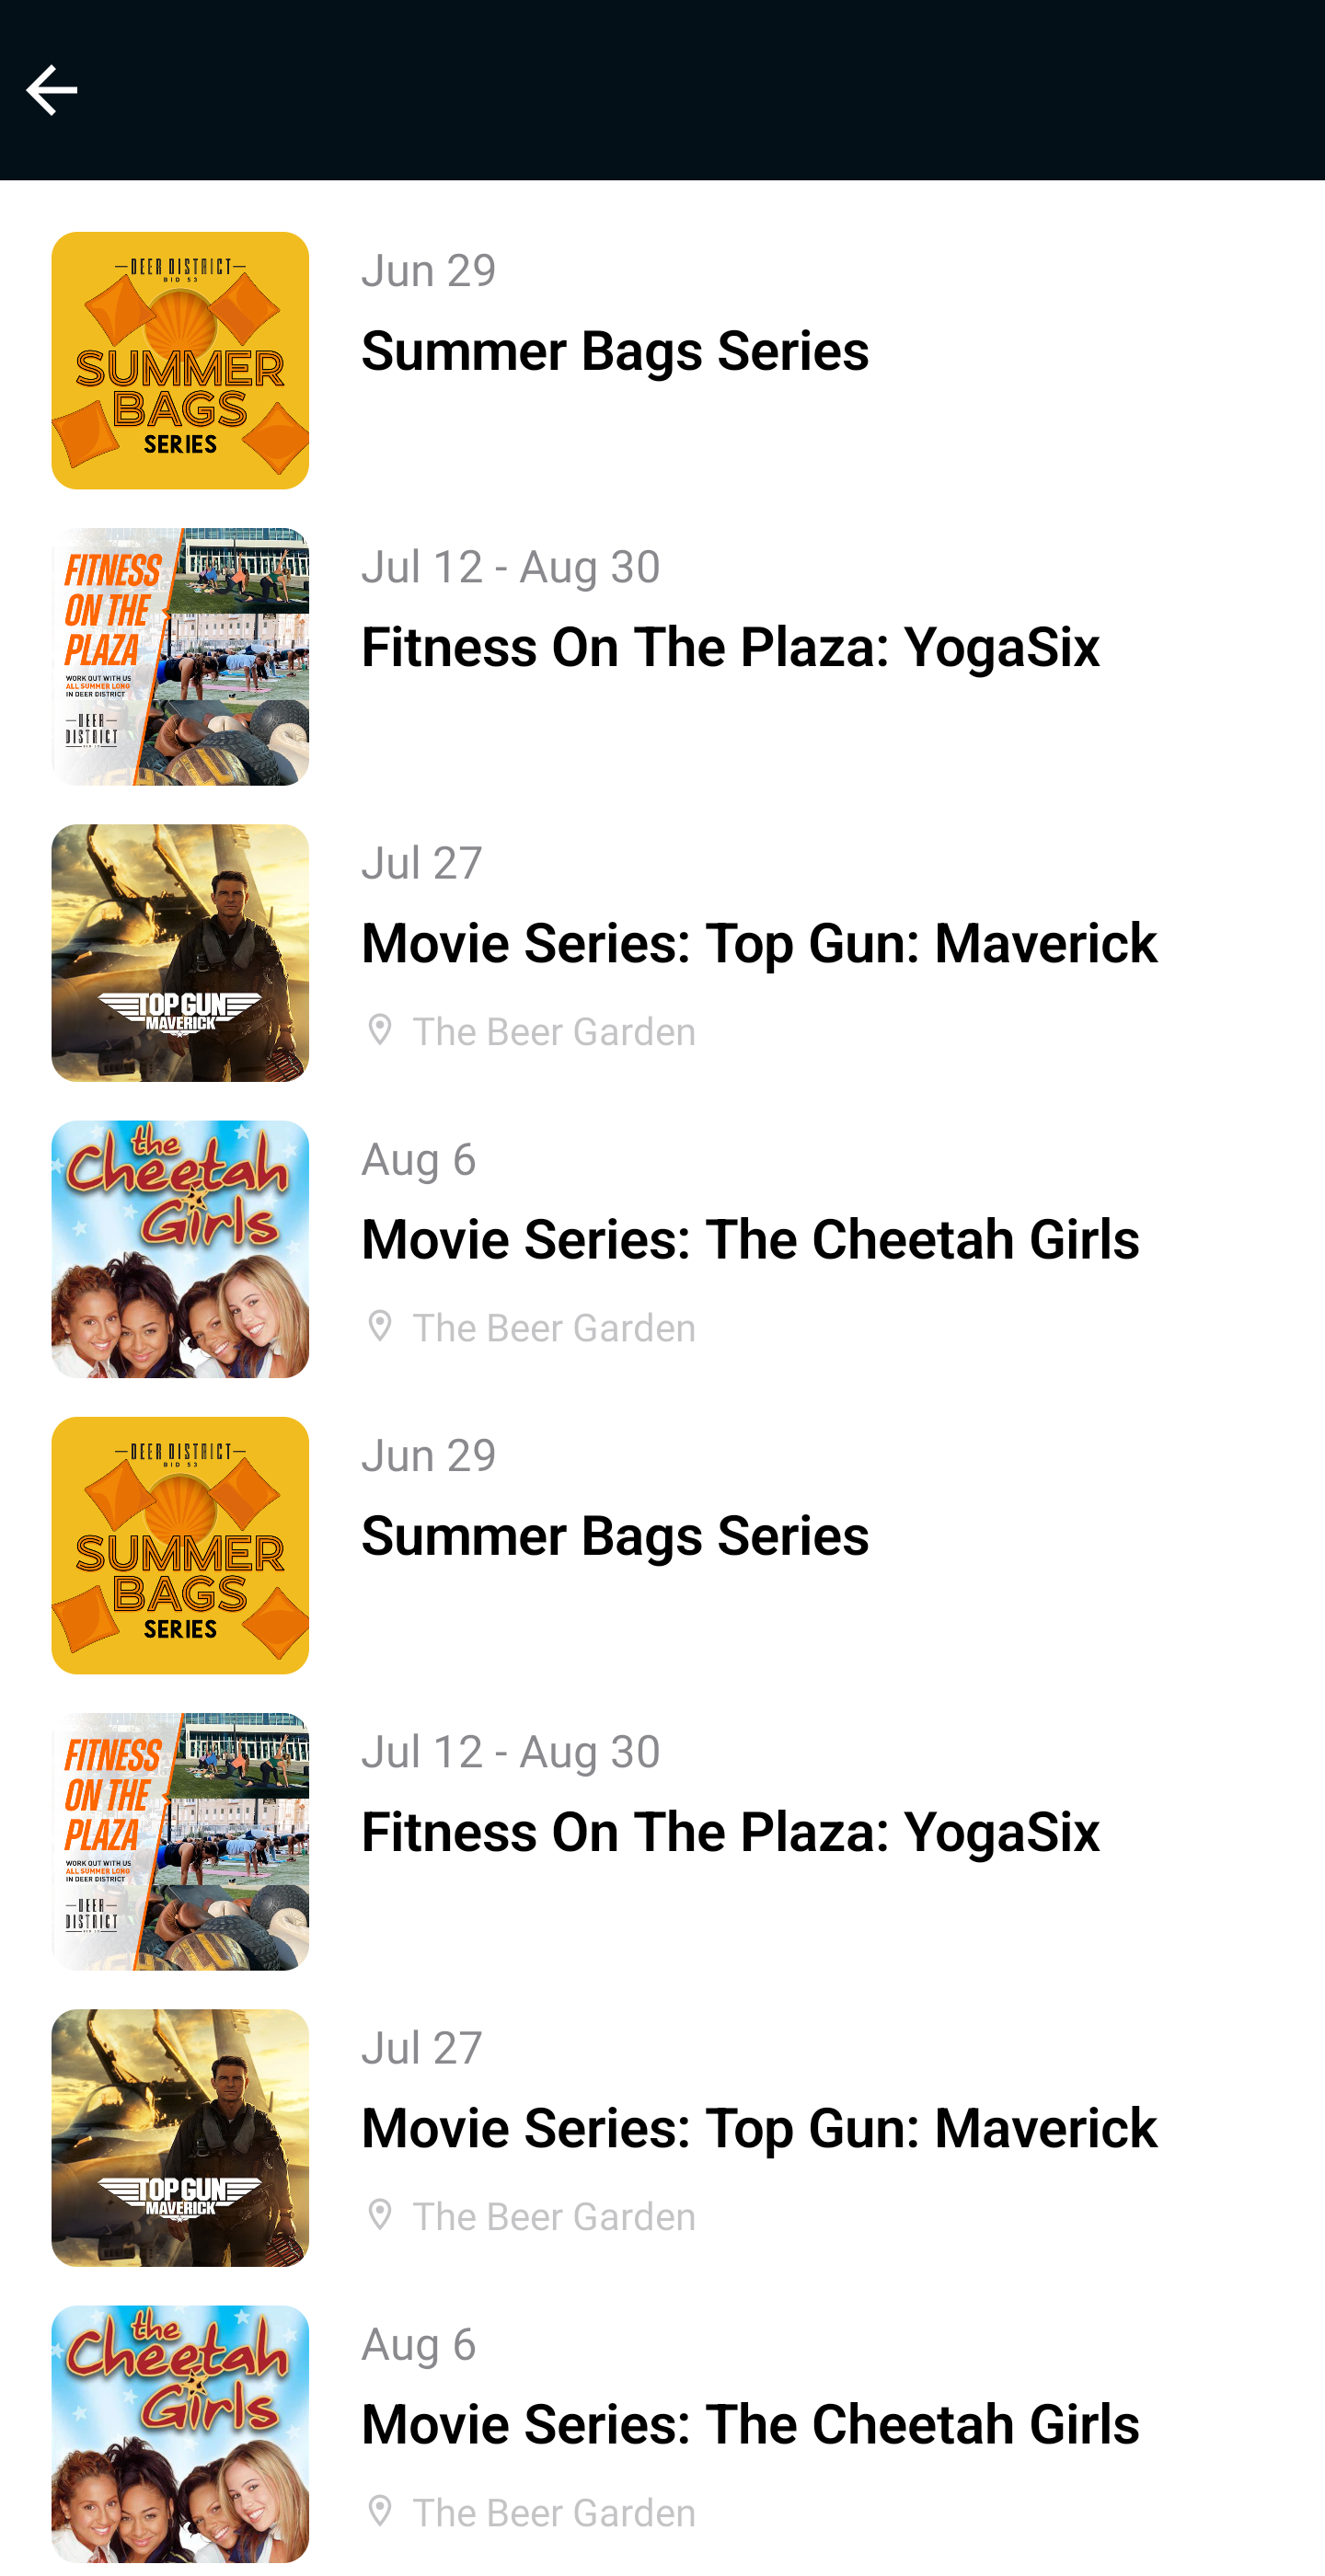 DEER DISTRICT
BID 53
SUMMER
BAGS
SERIES
Jun 29
Summer Bags Series
FITNESS
ON THE
PLAZA
WORK OUT WITH US
ALL SUMMER LONG
IN DEER DISTRICT
DEER
DISTRICT
Jul 12 - Aug 30
Fitness On The Plaza: YogaSix
TOP GUN
MAVERICK
Jul 27
Movie Series: Top Gun: Maverick
The Beer Garden
the
Cheetah
Girls
Aug 6
Movie Series: The Cheetah Girls
The Beer Garden
DEER DISTRICT
BID 53
SUMMER
BAGS
SERIES
Jun 29
Summer Bags Series
FITNESS
ON THE
PLAZA
WORK OUT WITH US
ALL SUMMER LONG
IN DEER DISTRICT
DEER
DISTRICT
Jul 12 - Aug 30
Fitness On The Plaza: YogaSix
TOP GUN
MAVERICK
Jul 27
Movie Series: Top Gun: Maverick
The Beer Garden
the
Cheetah
Girls
Aug 6
Movie Series: The Cheetah Girls
The Beer Garden